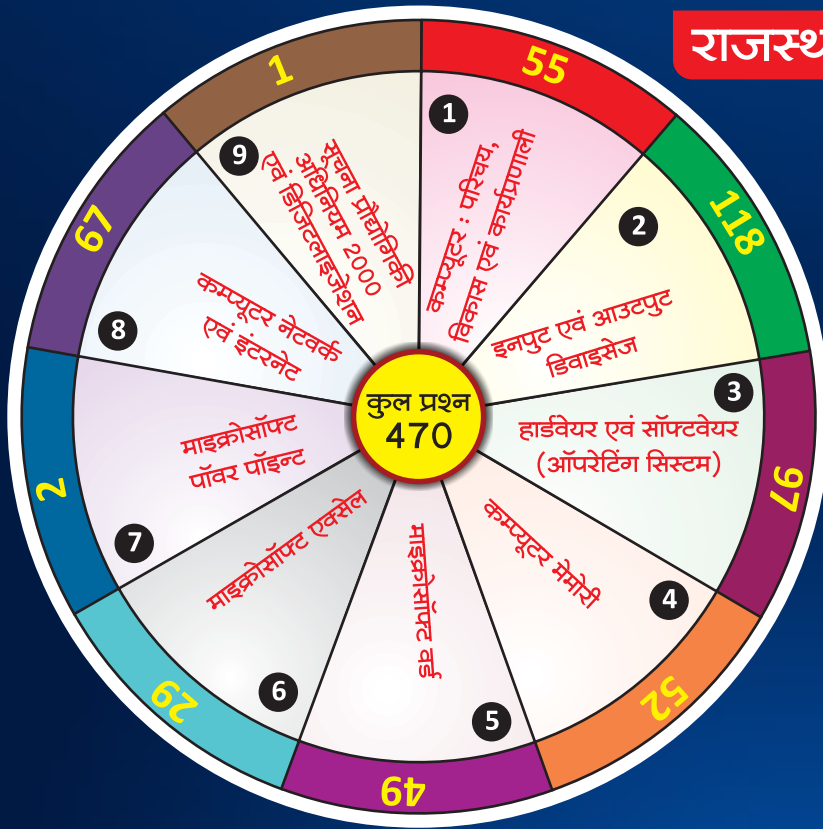 कुल प्रश्न
470
1
कम्प्यूटर : परिचय,
विकास एवं कार्यप्रणाली
55
2
इनपुट एवं आउटपुट
डिवाइसेज
118
3
हार्डवेयर एवं सॉफ्टवेयर
(ऑपरेटिंग सिस्टम)
97
4
कम्प्यूटर मेमोरी
52
5
माइक्रोसॉफ्ट वर्ड
49
6
माइक्रोसॉफ्ट एक्सेल
29
7
माइक्रोसॉफ्ट
पॉवर पॉइन्ट
2
8
कम्प्यूटर नेटवर्क
एवं इंटरनेट
67
9
सूचना प्रौद्योगिकी
अधिनियम 2000
एवं डिजिटलाइजेशन
1